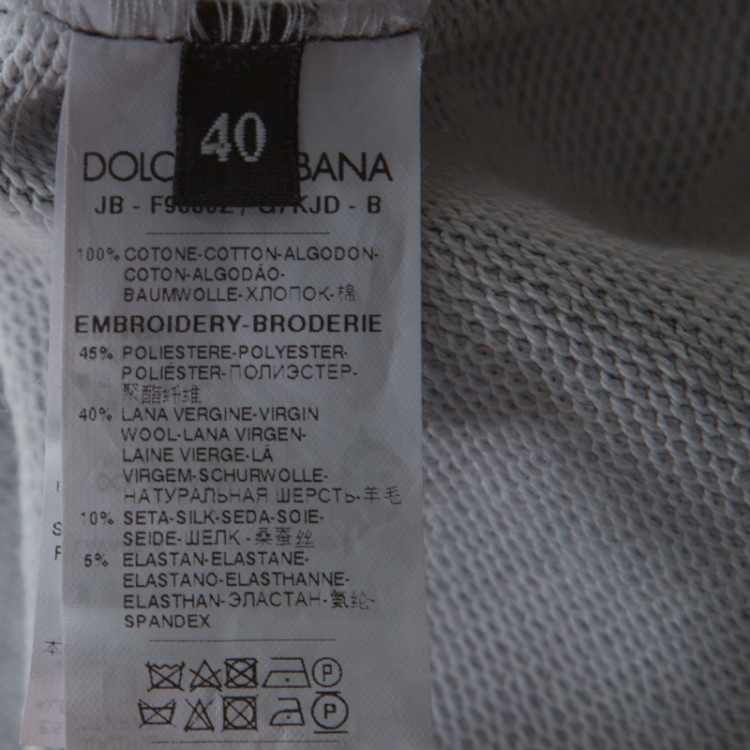 40
JB - / G7KJD - B
100% COTONE-COTTON-ALGODON-
COTON-ALGODÃO-
BAUMWOLLE-ХЛОПОК-棉
EMBROIDERY-BRODERIE
45% POLIESTERE-POLYESTER-
POLIÉSTER-ПОЛИЭСТЕР-
聚酯纤维
40% LANA VERGINE-VIRGIN
WOOL-LANA VIRGEN-
LAINE VIERGE-LÃ
VIRGEM-SCHURWOLLE-
НАТУРАЛЬНАЯ ШЕРСТЬ-羊毛
10% SETA-SILK-SEDA-SOIE-
SEIDE-ШЕЛК-桑蚕丝
5% ELASTAN-ELASTANE-
ELASTANO-ELASTHANNE-
ELASTHAN-ЭЛАСТАН-氨纶-
SPANDEX
P
P